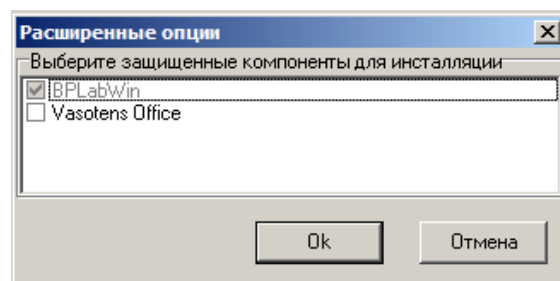 Расширенные опции
Выберите защищенные компоненты для инсталляции
BPLabWin
Vasotens Office
Ok
Отмена